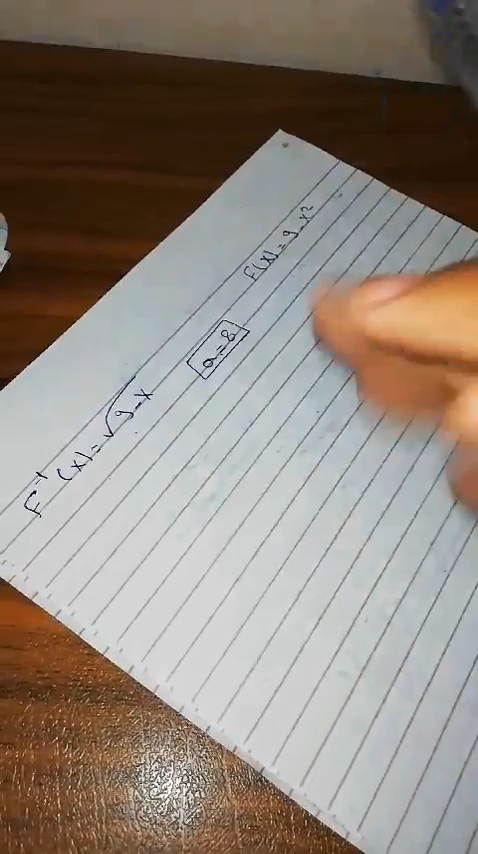 F(x) = 9 - x²
a = 8
F⁻¹(x) = √9 - x